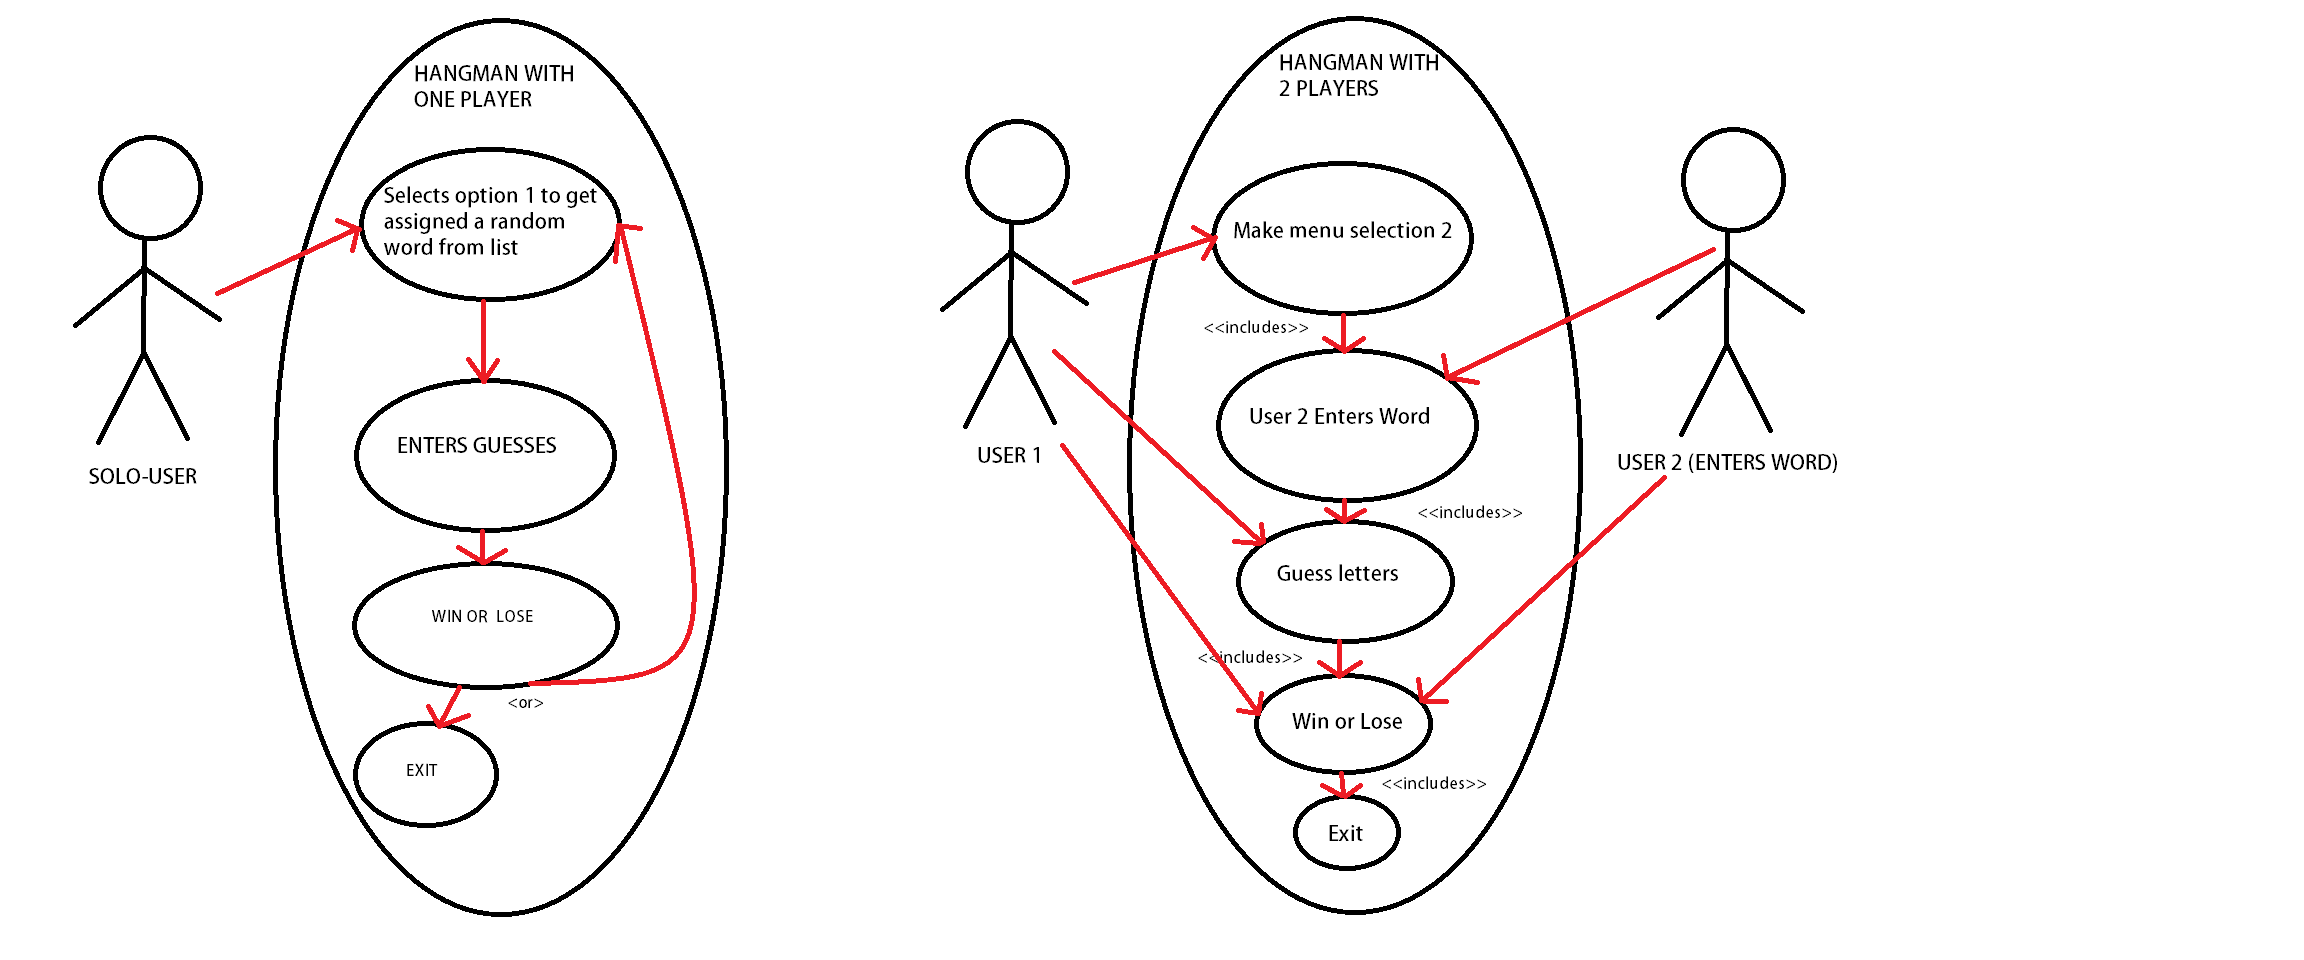 HANGMAN WITH
ONE PLAYER
Selects option 1 to get
assigned a random
word from list
ENTERS GUESSES
SOLO-USER
WIN OR LOSE
<or>
EXIT
HANGMAN WITH
2 PLAYERS
Make menu selection 2
<<includes>>
User 2 Enters Word
USER 1
USER 2 (ENTERS WORD)
<<includes>>
Guess letters
<<includes>>
Win or Lose
<<includes>>
Exit